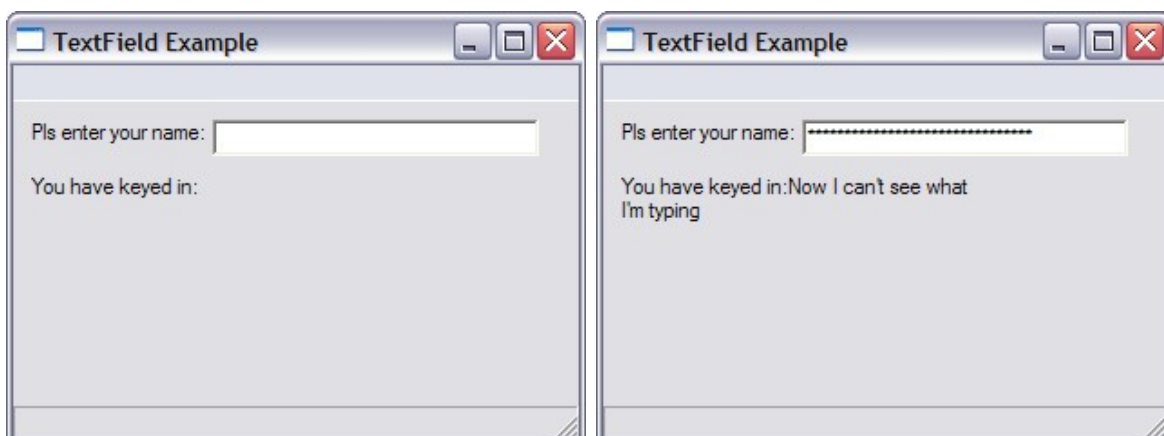 TextField Example
Pls enter your name:
You have keyed in:
TextField Example
Pls enter your name: *******************************
You have keyed in:Now I can't see what
I'm typing